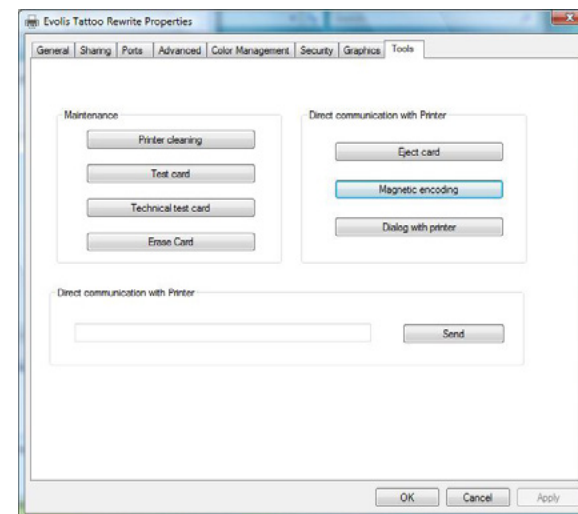 Evolis Tattoo Rewrite Properties
General Sharing Ports Advanced Color Management Security Graphics Tools
Maintenance
Printer cleaning
Test card
Technical test card
Erase Card
Direct communication with Printer
Eject card
Magnetic encoding
Dialog with printer
Direct communication with Printer
Send
OK Cancel Apply